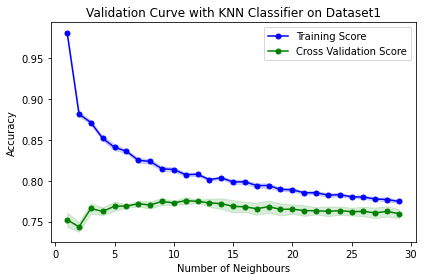 Validation Curve with KNN Classifier on Dataset1
Training Score
Cross Validation Score
Accuracy
0.95
0.90
0.85
0.80
0.75
0
5
10
15
20
25
30
Number of Neighbours